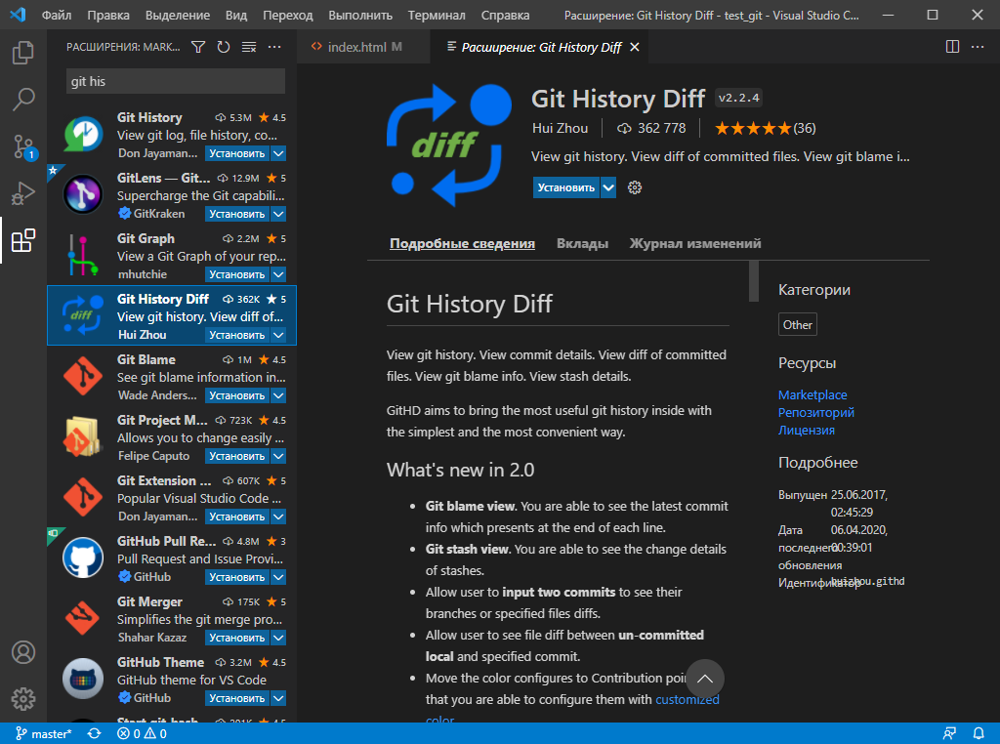 Файл Правка Выделение Вид Переход Выполнить Терминал Справка Расширение: Git History Diff - test_git - Visual Studio C...
РАСШИРЕНИЯ: MARK...
git his
Git History 5.3M 4.5
View git log, file history, co...
Don Jayaman... Установить
GitLens — Git... 12.9M 5
Supercharge the Git capabili...
GitKraken Установить
Git Graph 2.2M 5
View a Git Graph of your rep...
mhutchie Установить
Git History Diff 362K 5
View git history. View diff of...
Hui Zhou Установить
Git Blame 1M 4.5
See git blame information in...
Wade Anders... Установить
Git Project M... 723K 4.5
Allows you to change easily ...
Felipe Caputo Установить
Git Extension ... 607K 5
Popular Visual Studio Code ...
Don Jayaman... Установить
GitHub Pull Re... 4.8M 3
Pull Request and Issue Provi...
GitHub Установить
Git Merger 175K 5
Simplifies the git merge pro...
Shahar Kazaz Установить
GitHub Theme 3.2M 4.5
GitHub theme for VS Code
GitHub Установить
index.html M
Расширение: Git History Diff
diff
Git History Diff v2.2.4
Hui Zhou 362 778 (36)
View git history. View diff of committed files. View git blame i...
Установить
Подробные сведения Вклады Журнал изменений
Git History Diff
View git history. View commit details. View diff of committed
files. View git blame info. View stash details.
GitHD aims to bring the most useful git history inside with
the simplest and the most convenient way.
What's new in 2.0
• Git blame view. You are able to see the latest commit
info which presents at the end of each line.
• Git stash view. You are able to see the change details
of stashes.
• Allow user to input two commits to see their
branches or specified files diffs.
• Allow user to see file diff between un-committed
local and specified commit.
• Move the color configures to Contribution poin
that you are able to configure them with customized
color
Категории
Other
Ресурсы
Marketplace
Репозиторий
Лицензия
Подробнее
Выпущен 25.06.2017,
02:45:29
Дата 06.04.2020,
последнего 00:39:01
обновления
Идентификатор huizhou.githd
1
master* 0 0